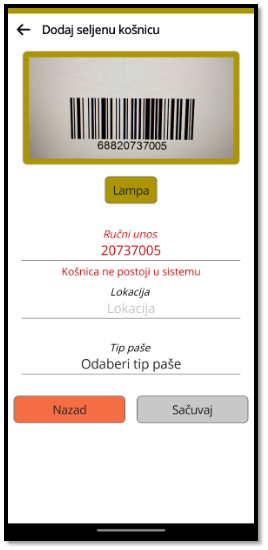 Dodaj seljenu košnicu
68820737005
Lampa
Ručni unos
20737005
Košnica ne postoji u sistemu
Lokacija
Lokacija
Tip paše
Odaberi tip paše
Nazad
Sačuvaj